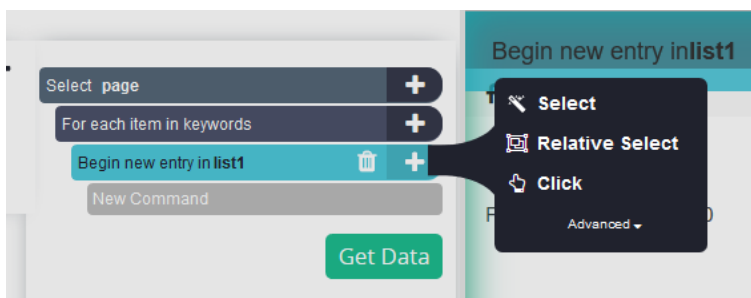 Select page
For each item in keywords
Begin new entry in list1
New Command
Get Data
Begin new entry inlist1
Select
Relative Select
Click
Advanced